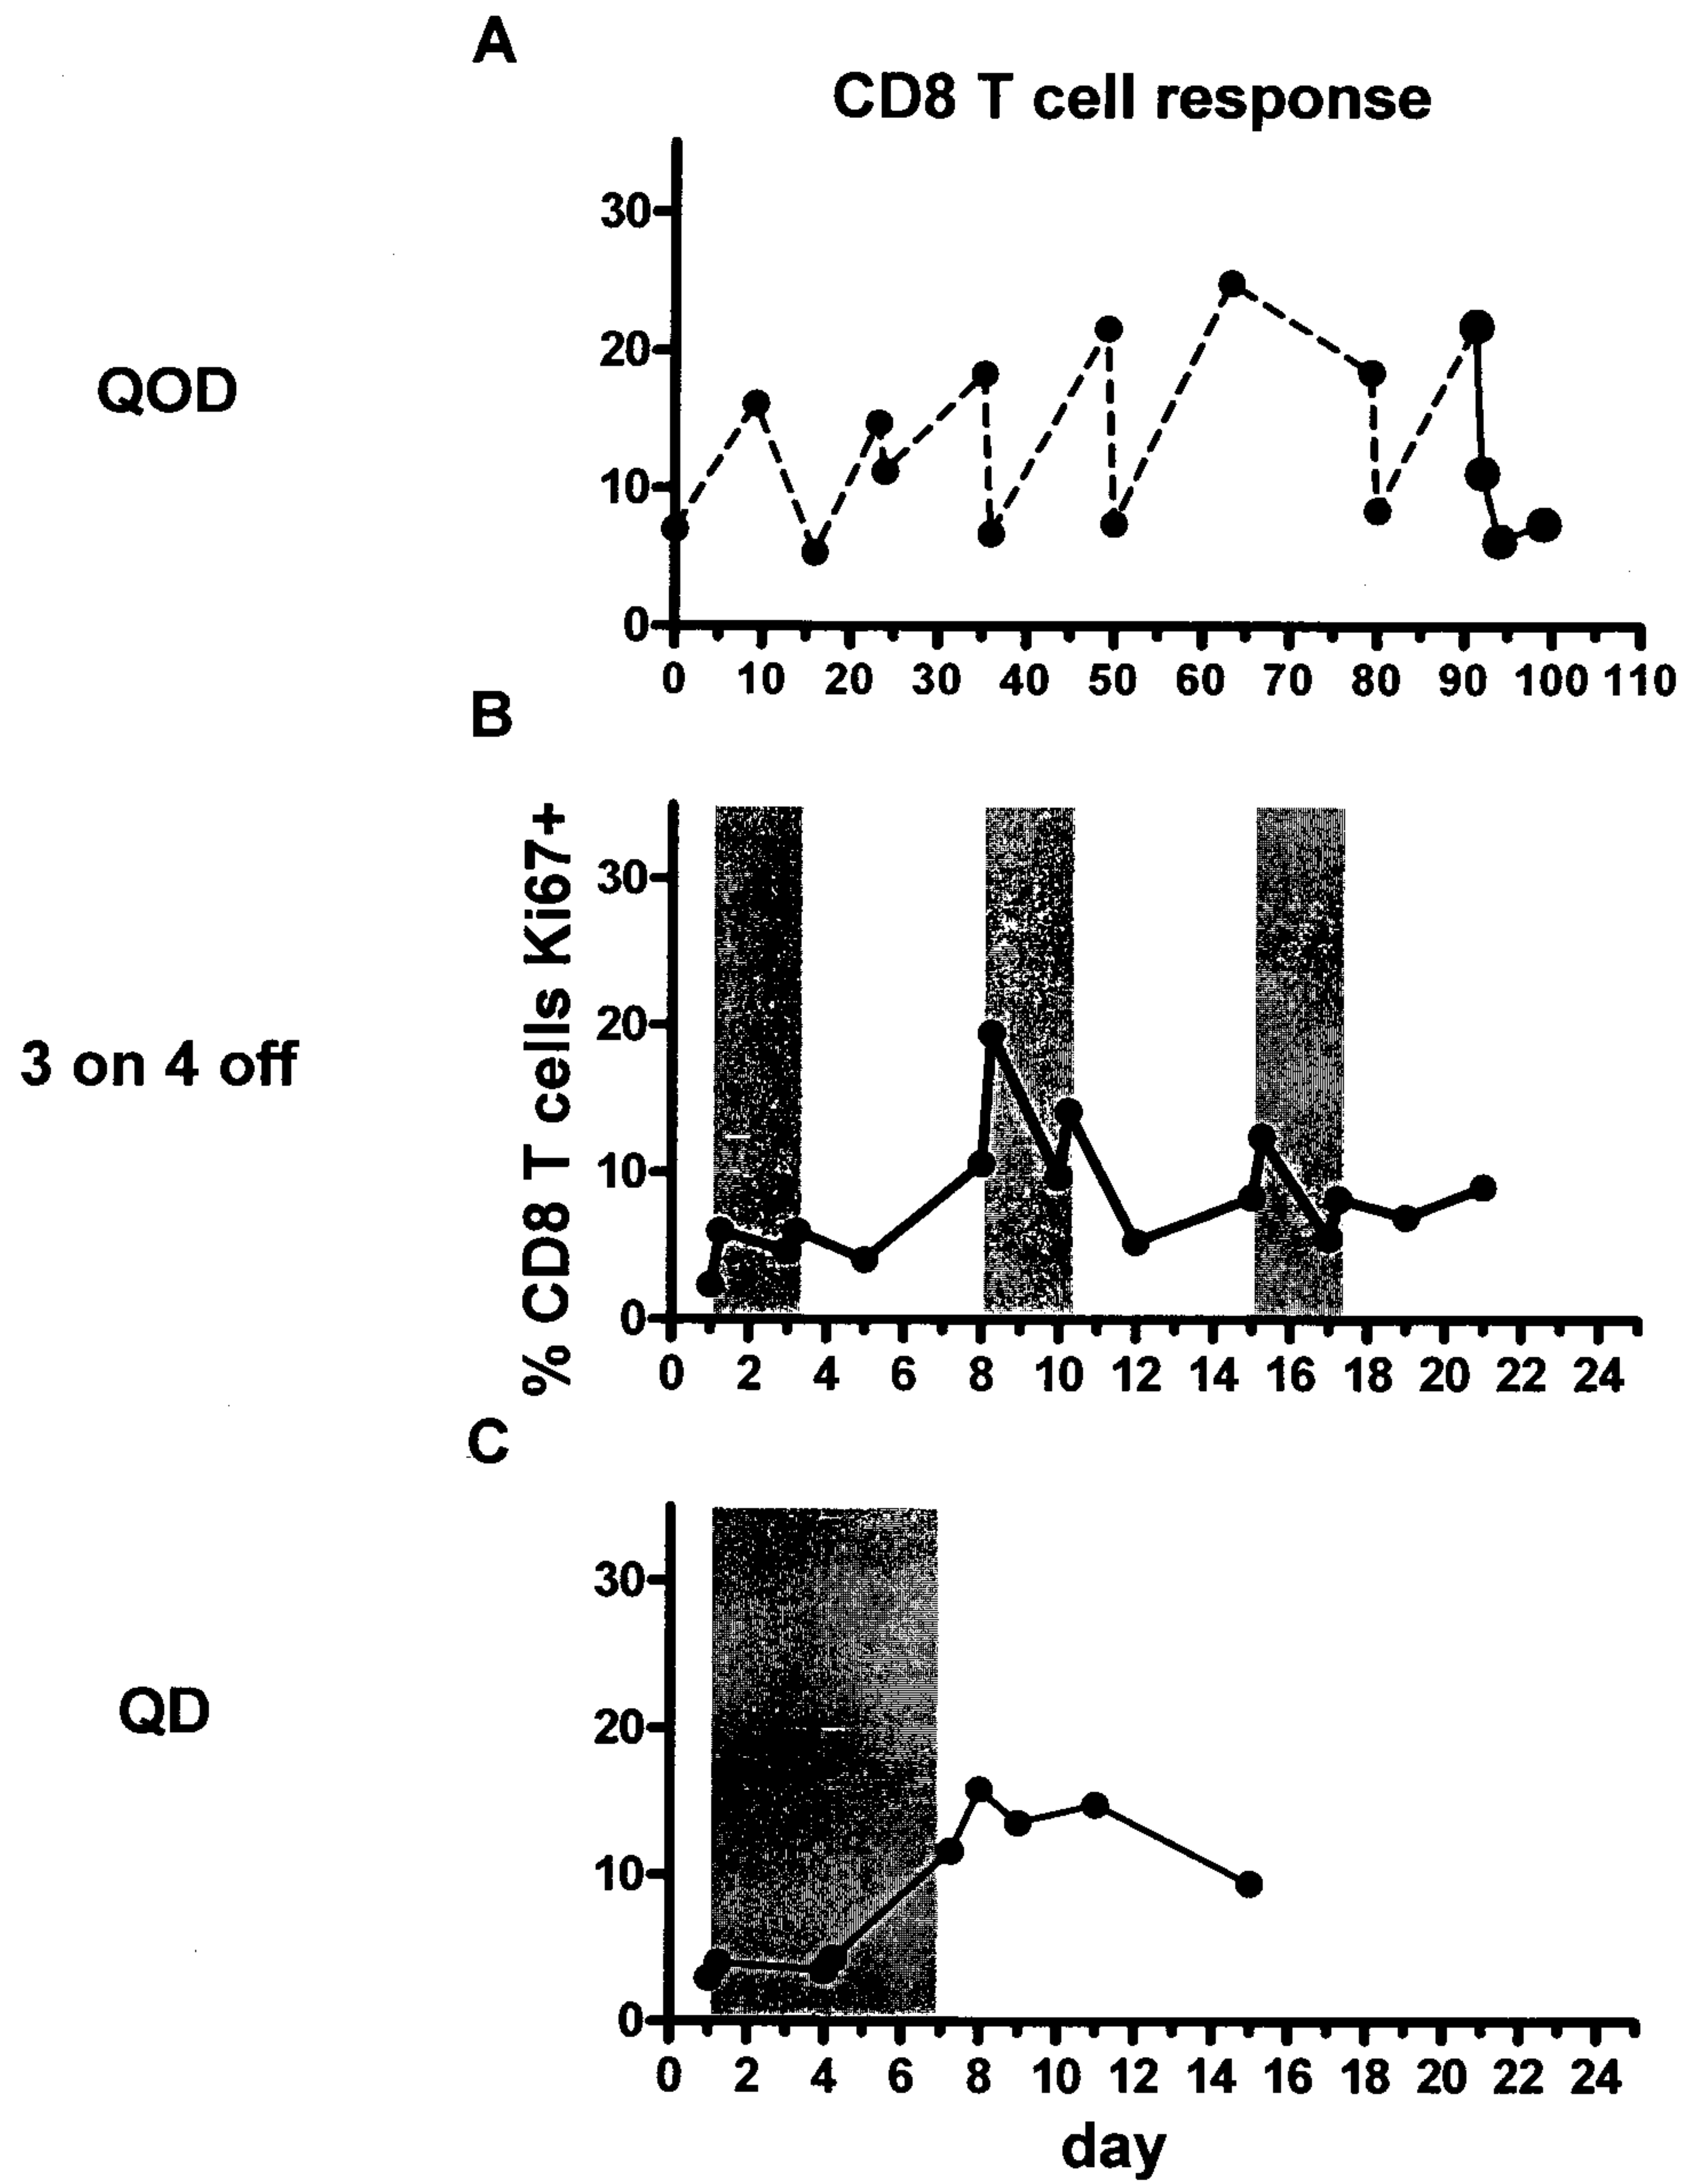 A
CD8 T cell response
QOD
30
20
10
0
0 10 20 30 40 50 60 70 80 90 100 110
B
3 on 4 off
% CD8 T cells Ki67+
30
20
10
0
0 2 4 6 8 10 12 14 16 18 20 22 24
C
QD
30
20
10
0
0 2 4 6 8 10 12 14 16 18 20 22 24
day